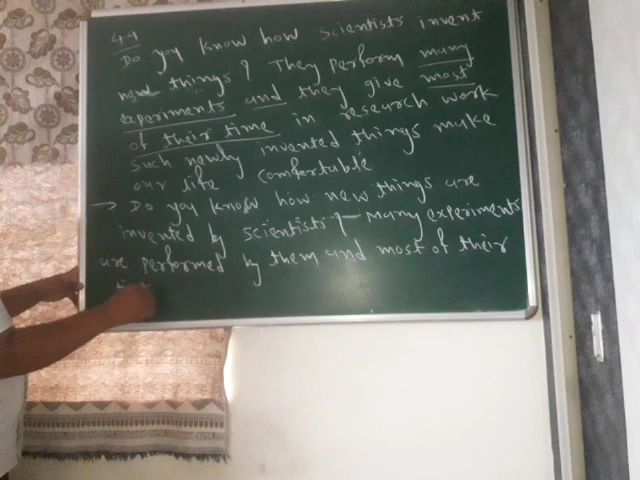 4.4
Do you know how scientists invent
new things? They perform many
experiments and they give most
of their time in research work
such newly invented things make
our life comfortable
→ Do you know how new things are
invented by scientists? Many experiments
are performed by them and most of their